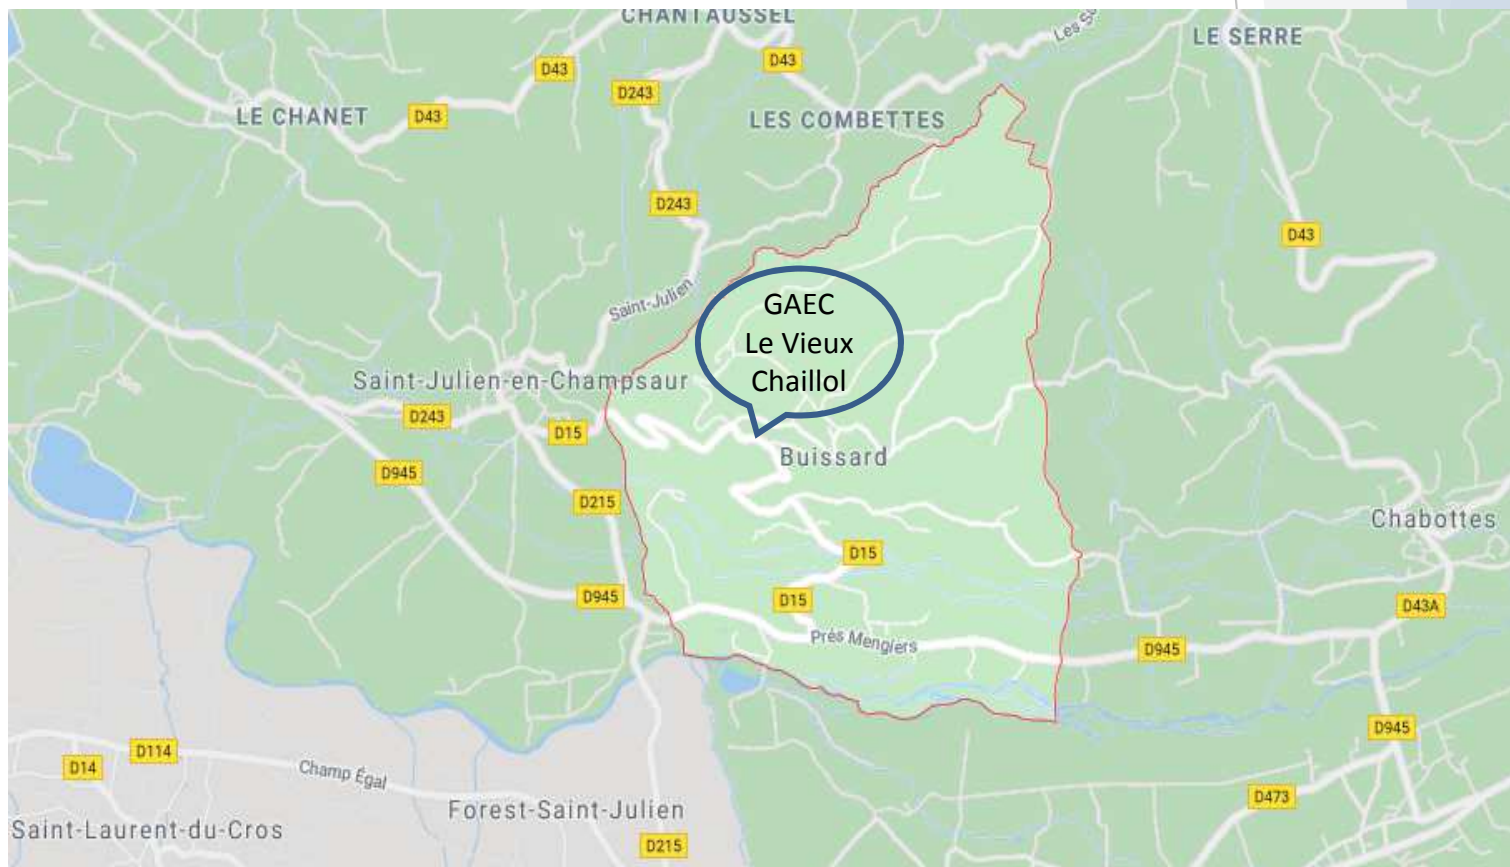 CHANTAUSSEL
Les So
LE SERRE
D43
D43
D243
LE CHANET
D43
LES COMBETTES
D243
D43
Saint-Julien
GAEC
Le Vieux
Chaillol
Saint-Julien-en-Champsaur
D243
D15
Buissard
D945
D215
Chabottes
D15
D945
D15
D43A
Prés Mengiers
D945
D945
D114
D14
Champ Égal
D473
Forest-Saint-Julien
Saint-Laurent-du-Cros
D215